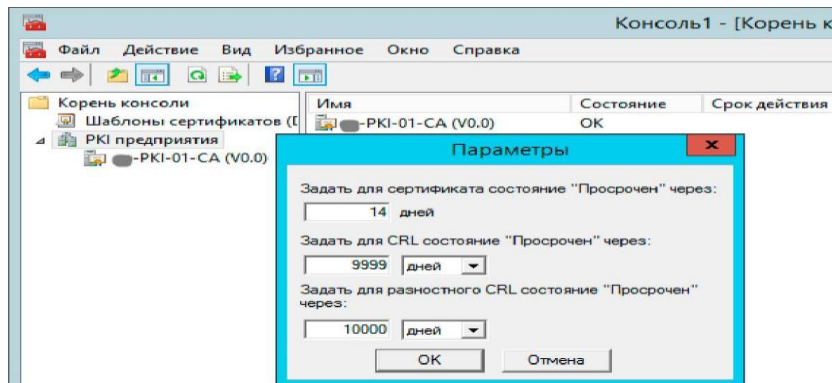 Консоль1 - [Корень к
Файл Действие Вид Избранное Окно Справка
Корень консоли
Шаблоны сертификатов (
PKI предприятия
-PKI-01-CA (V0.0)
Имя Состояние Срок действия
-PKI-01-CA (V0.0) ОК
Параметры
Задать для сертификата состояние "Просрочен" через:
14 дней
Задать для CRL состояние "Просрочен" через:
9999 дней
Задать для разностного CRL состояние "Просрочен"
через:
10000 дней
ОК Отмена